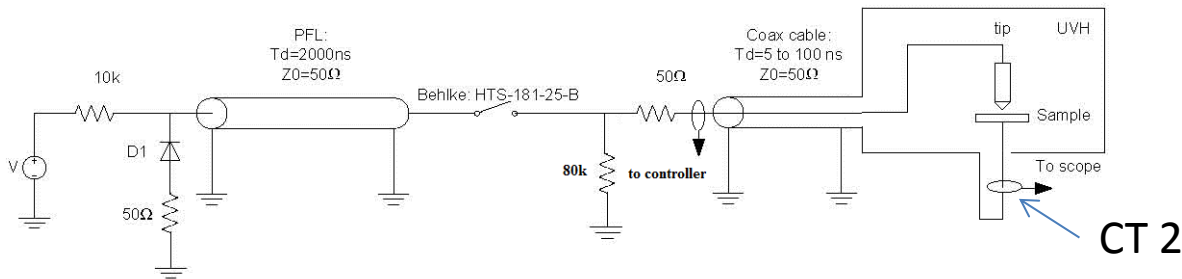 PFL:
Td=2000ns
Z0=50Ω
10k
Behlke: HTS-181-25-B
50Ω
Coax cable:
Td=5 to 100 ns
Z0=50Ω
tip
UVH
Sample
D1
V
80k
to controller
To scope
50Ω
CT 2